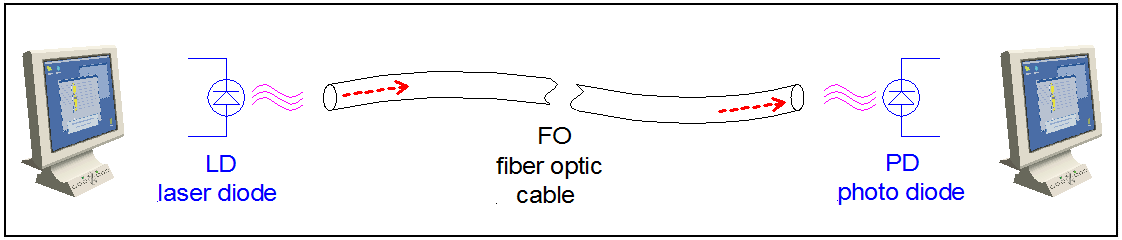 LD
laser diode
FO
fiber optic
cable
PD
photo diode